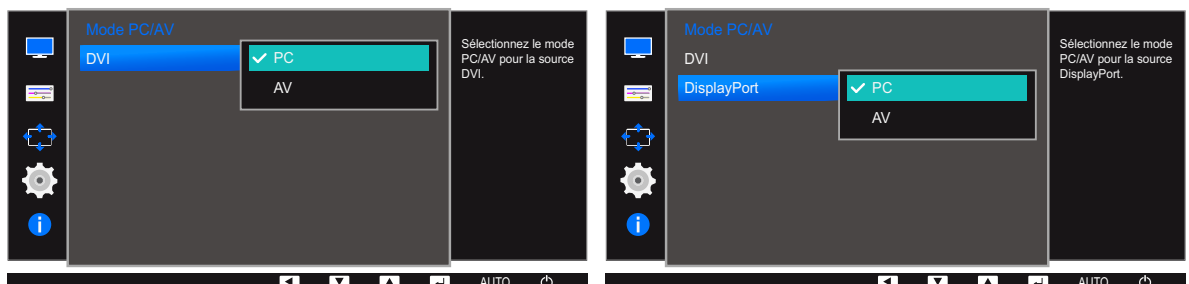 Mode PC/AV
DVI
PC
AV
Sélectionnez le mode
PC/AV pour la source
DVI.
AUTO
Mode PC/AV
DVI
DisplayPort
PC
AV
Sélectionnez le mode
PC/AV pour la source
DisplayPort.
AUTO